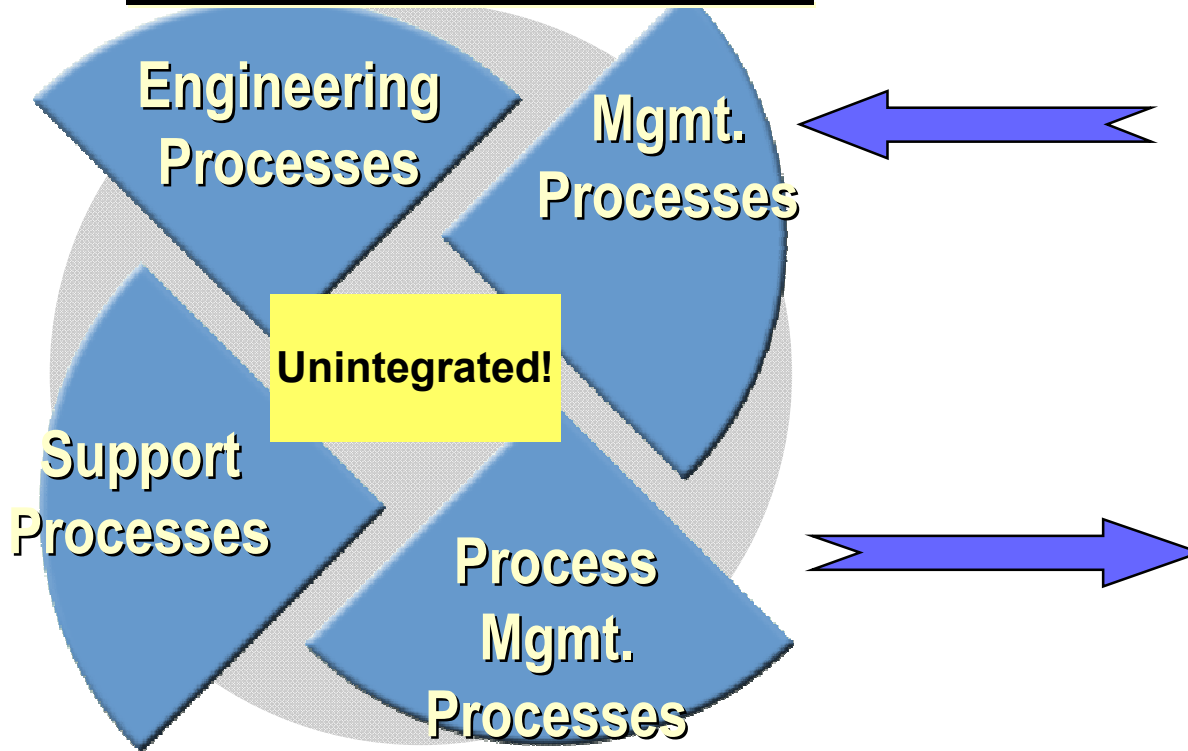 Engineering
Processes
Mgmt.
Processes
Unintegrated!
Support
Processes
Process
Mgmt.
Processes